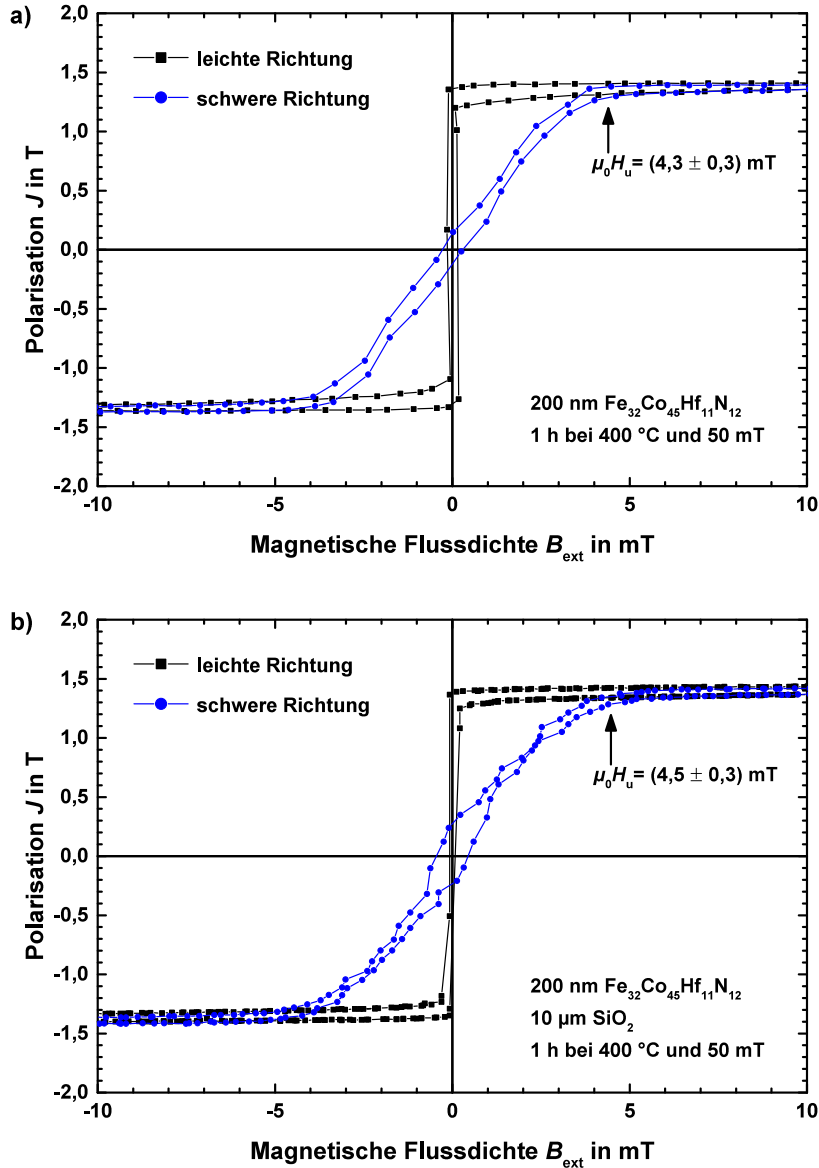 a)
2,0
1,5
1,0
0,5
0,0
-0,5
-1,0
-1,5
-2,0
Polarisation J in T
leichte Richtung
schwere Richtung
μ₀Hᵤ= (4,3 ± 0,3) mT
200 nm Fe₃₂Co₄₅Hf₁₁N₁₂
1 h bei 400 °C und 50 mT
-10 -5 0 5 10
Magnetische Flussdichte B_ext in mT
b)
2,0
1,5
1,0
0,5
0,0
-0,5
-1,0
-1,5
-2,0
Polarisation J in T
leichte Richtung
schwere Richtung
μ₀Hᵤ= (4,5 ± 0,3) mT
200 nm Fe₃₂Co₄₅Hf₁₁N₁₂
10 µm SiO₂
1 h bei 400 °C und 50 mT
-10 -5 0 5 10
Magnetische Flussdichte B_ext in mT